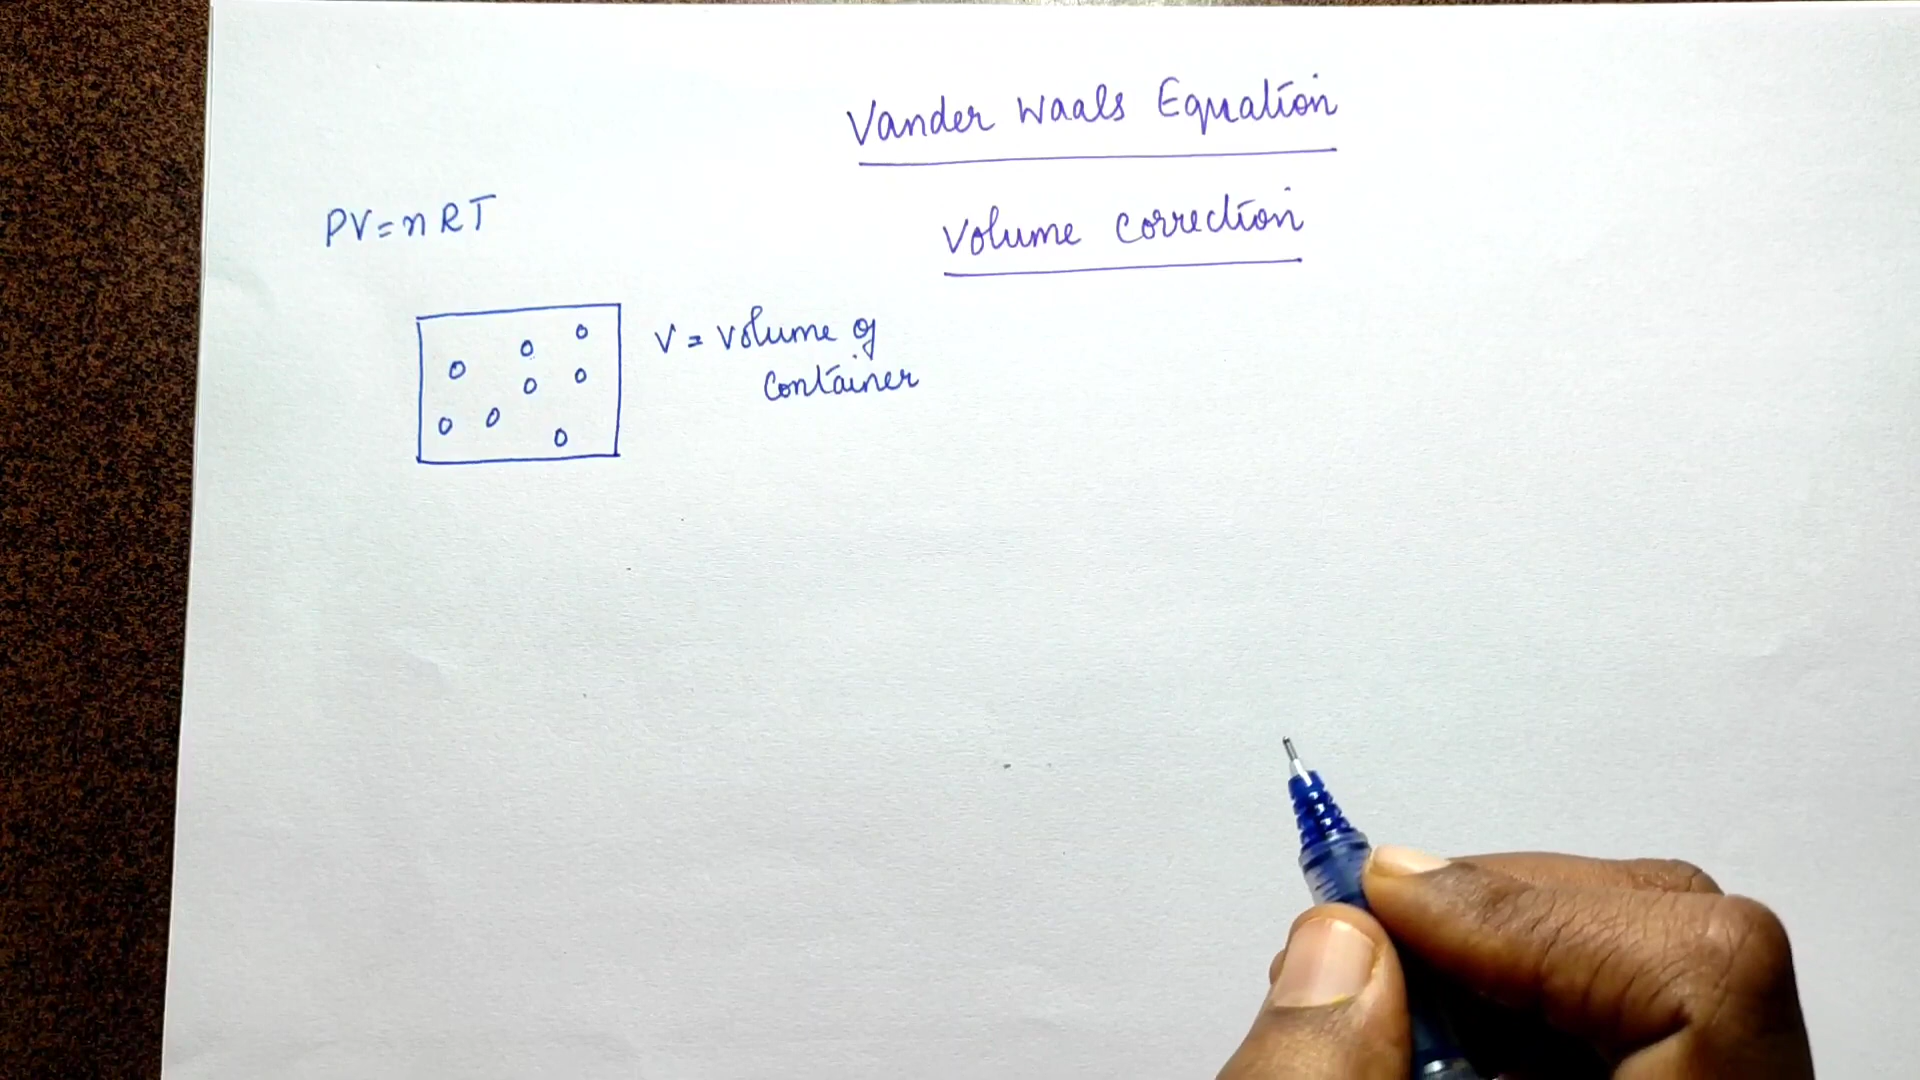 Vander Waals Equation
Volume correction
PV=nRT
V = Volume of
Container